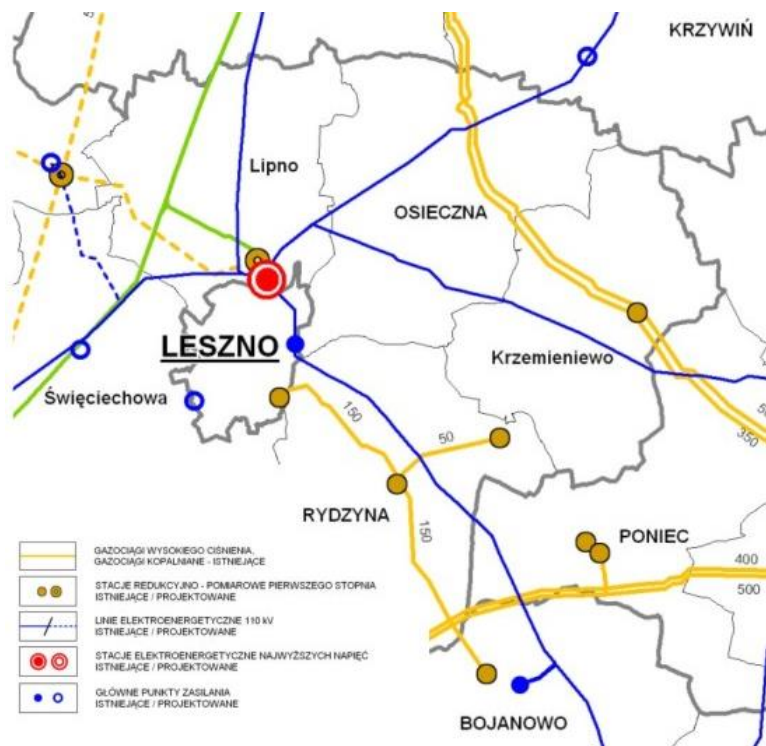 KRZYWIŃ
Lipno
OSIECZNA
LESZNO
Krzemieniewo
Święciechowa
150
50
350
RYDZYNA
150
PONIEC
400
500
BOJANOWO
GAZOCIĄGI WYSOKIEGO CIŚNIENIA,
GAZOCIĄGI KOPALNIANE - ISTNIEJĄCE
STACJE REDUKCYJNO - POMIAROWE PIERWSZEGO STOPNIA
ISTNIEJĄCE / PROJEKTOWANE
LINIE ELEKTROENERGETYCZNE 110 kV
ISTNIEJĄCE / PROJEKTOWANE
STACJE ELEKTROENERGETYCZNE NAJWYŻSZYCH NAPIĘĆ
ISTNIEJĄCE / PROJEKTOWANE
GŁÓWNE PUNKTY ZASILANIA
ISTNIEJĄCE / PROJEKTOWANE